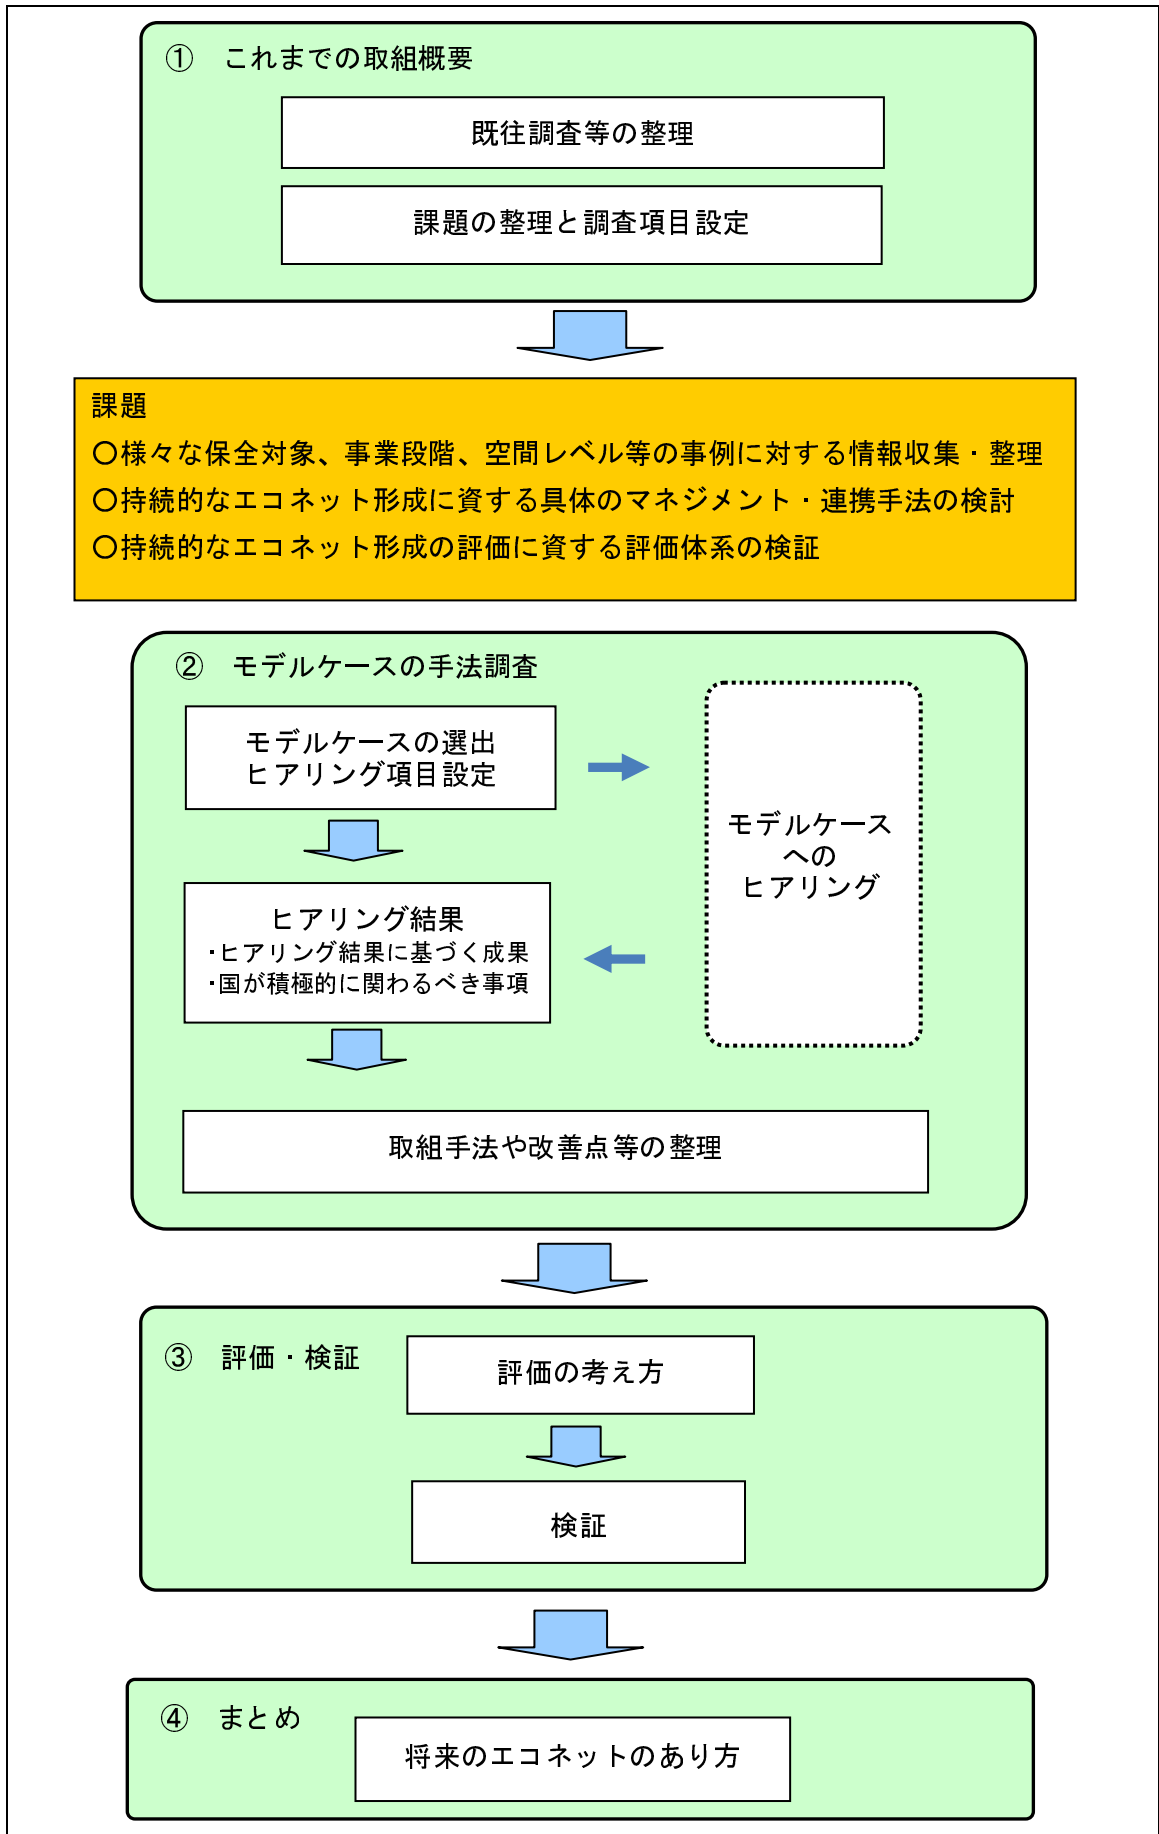 ① これまでの取組概要
既往調査等の整理
課題の整理と調査項目設定
課題
〇様々な保全対象、事業段階、空間レベル等の事例に対する情報収集・整理
〇持続的なエコネット形成に資する具体のマネジメント・連携手法の検討
〇持続的なエコネット形成の評価に資する評価体系の検証
② モデルケースの手法調査
モデルケースの選出
ヒアリング項目設定
モデルケース
への
ヒアリング
ヒアリング結果
・ヒアリング結果に基づく成果
・国が積極的に関わるべき事項
取組手法や改善点等の整理
③ 評価・検証
評価の考え方
検証
④ まとめ
将来のエコネットのあり方